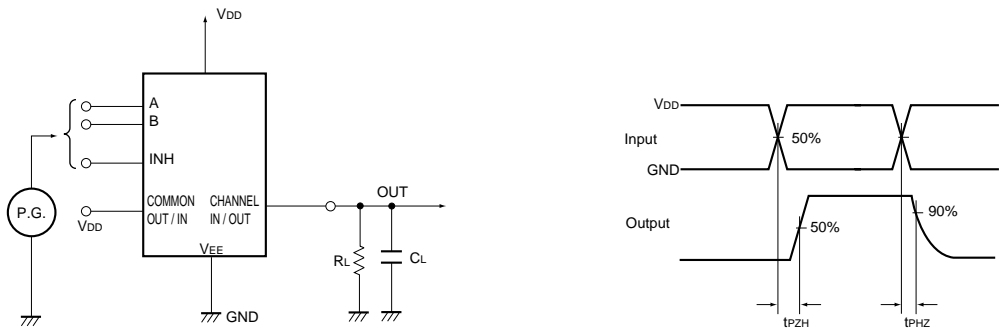 VDD
A
B
INH
P.G.
VDD
COMMON
OUT / IN
CHANNEL
IN / OUT
VEE
GND
OUT
RL
CL
VDD
Input
GND
50%
Output
50%
90%
tPZH
tPHZ